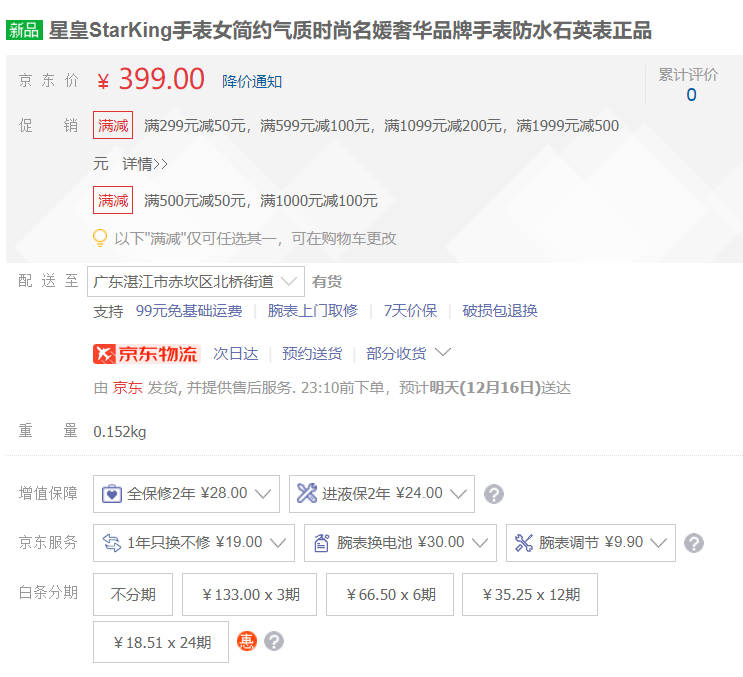 新品 星皇StarKing手表女简约气质时尚名媛奢华品牌手表防水石英表正品
京东价 ￥ 399.00 降价通知 累计评价
0
促销 满减 满299元减50元，满599元减100元，满1099元减200元，满1999元减500
元 详情>>
满减 满500元减50元，满1000元减100元
以下"满减"仅可任选其一，可在购物车更改
配送至 广东湛江市赤坎区北桥街道 有货
支持 99元免基础运费 腕表上门取修 7天价保 破损包退换
京东物流 次日达 预约送货 部分收货
由 京东 发货, 并提供售后服务. 23:10前下单，预计明天(12月16日)送达
重量 0.152kg
增值保障 全保修2年 ¥28.00 进液保2年 ¥24.00 ?
京东服务 1年只换不修 ¥19.00 腕表换电池 ¥30.00 腕表调节 ¥9.90 ?
白条分期 不分期 ￥133.00 x 3期 ￥66.50 x 6期 ￥35.25 x 12期
￥18.51 x 24期 惠 ?